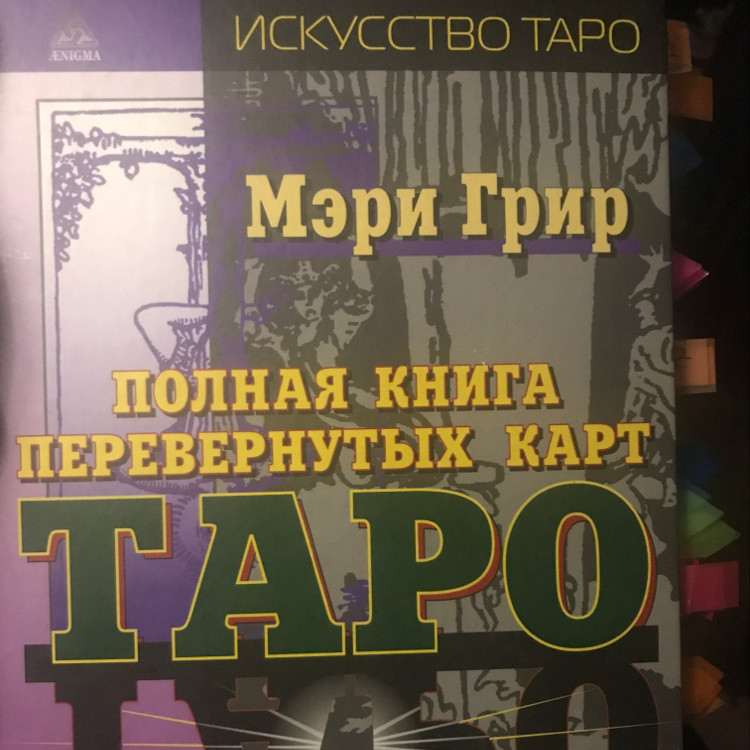 ИСКУССТВО ТАРО
ÆNIGMA
Мэри Грир
ПОЛНАЯ КНИГА
ПЕРЕВЕРНУТЫХ КАРТ
ТАРО